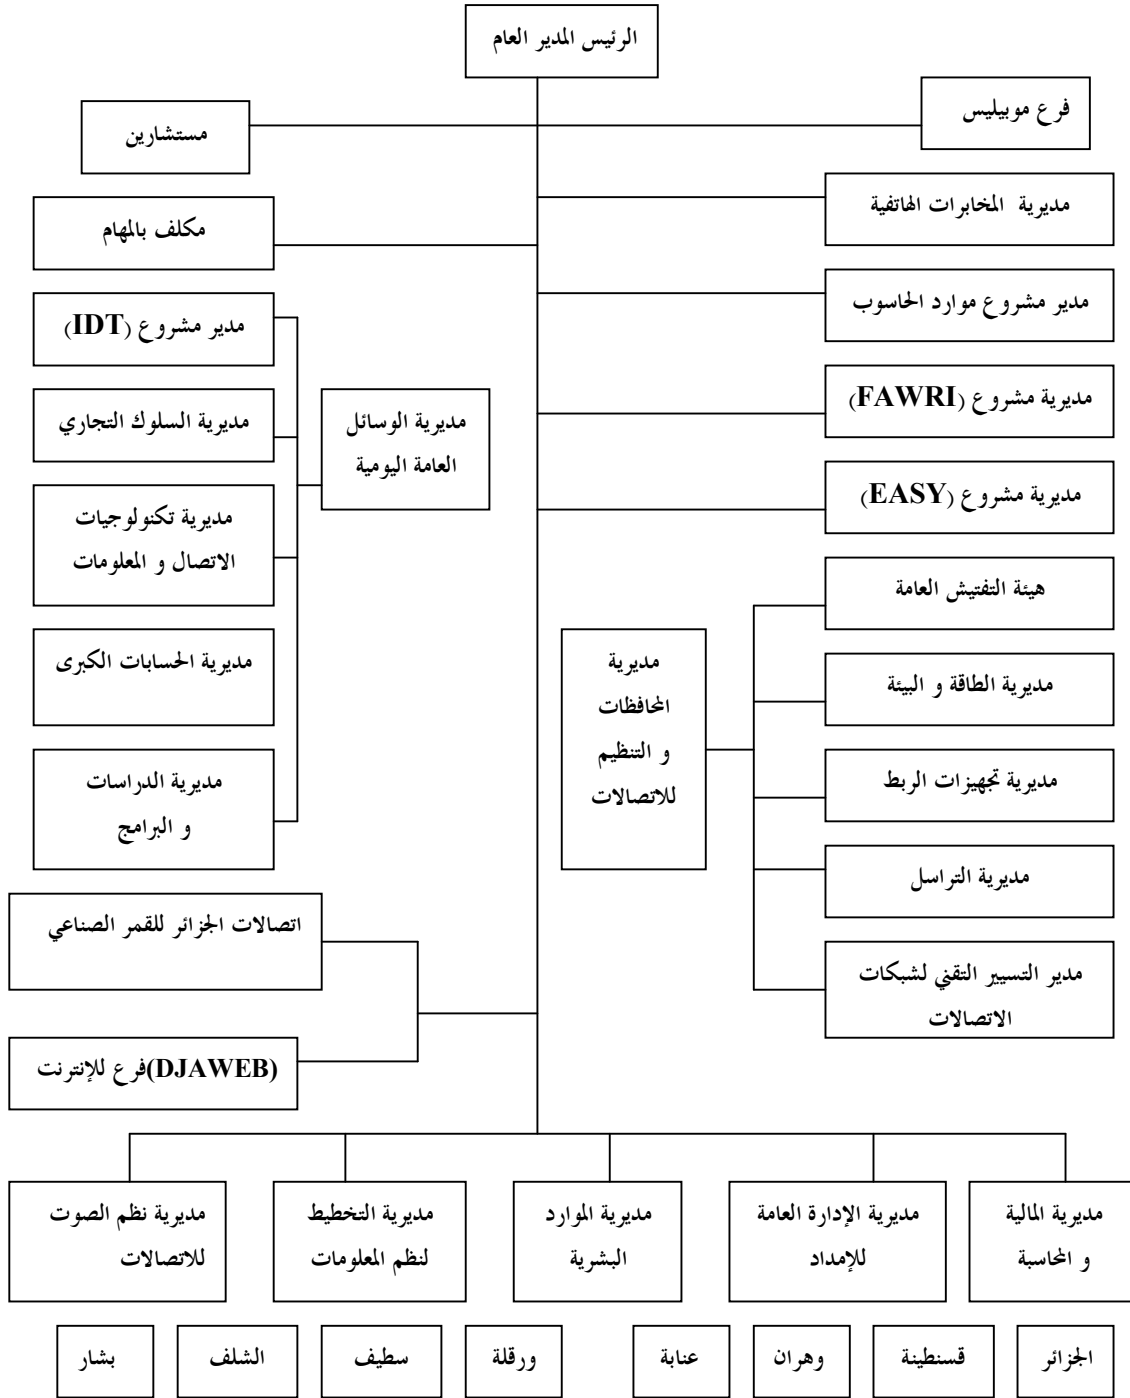 الرئيس المدير العام
فرع موبيليس
مستشارين
مديرية المخابرات الهاتفية
مكلف بالمهام
مدير مشروع موارد الحاسوب
مدير مشروع (IDT)
مديرية مشروع (FAWRI)
مديرية السلوك التجاري
مديرية الوسائل
العامة اليومية
مديرية مشروع (EASY)
مديرية تكنولوجيات
الاتصال و المعلومات
هيئة التفتيش العامة
مديرية
المحافظات
و التنظيم
للاتصالات
مديرية الحسابات الكبرى
مديرية الطاقة و البيئة
مديرية تجهيزات الربط
مديرية الدراسات
و البرامج
مديرية التراسل
اتصالات الجزائر للقمر الصناعي
مدير التسيير التقني لشبكات
الاتصالات
(DJAWEB)فرع للإنترنت
مديرية المالية
و المحاسبة
مديرية الإدارة العامة
للإمداد
مديرية الموارد
البشرية
مديرية التخطيط
لنظم المعلومات
مديرية نظم الصوت
للاتصالات
الجزائر
قسنطينة
وهران
عنابة
ورقلة
سطيف
الشلف
بشار